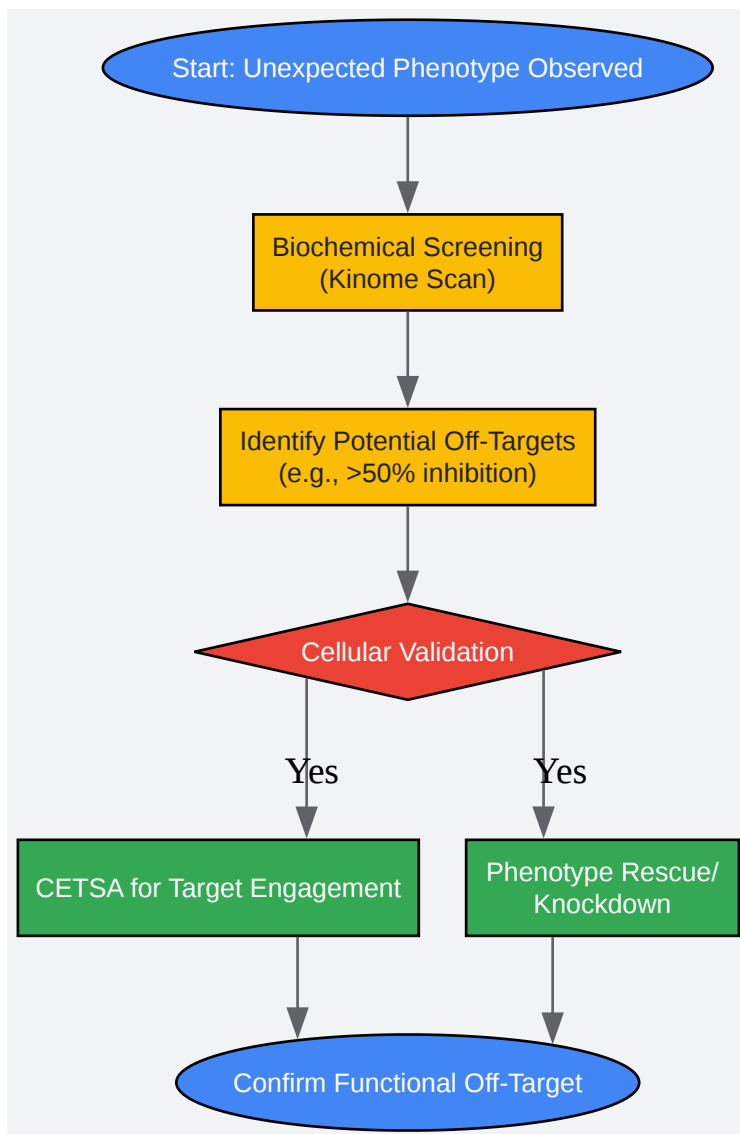 Start: Unexpected Phenotype Observed
Biochemical Screening
(Kinome Scan)
Identify Potential Off-Targets
(e.g., >50% inhibition)
Cellular Validation
Yes
Yes
CETSA for Target Engagement
Phenotype Rescue/
Knockdown
Confirm Functional Off-Target